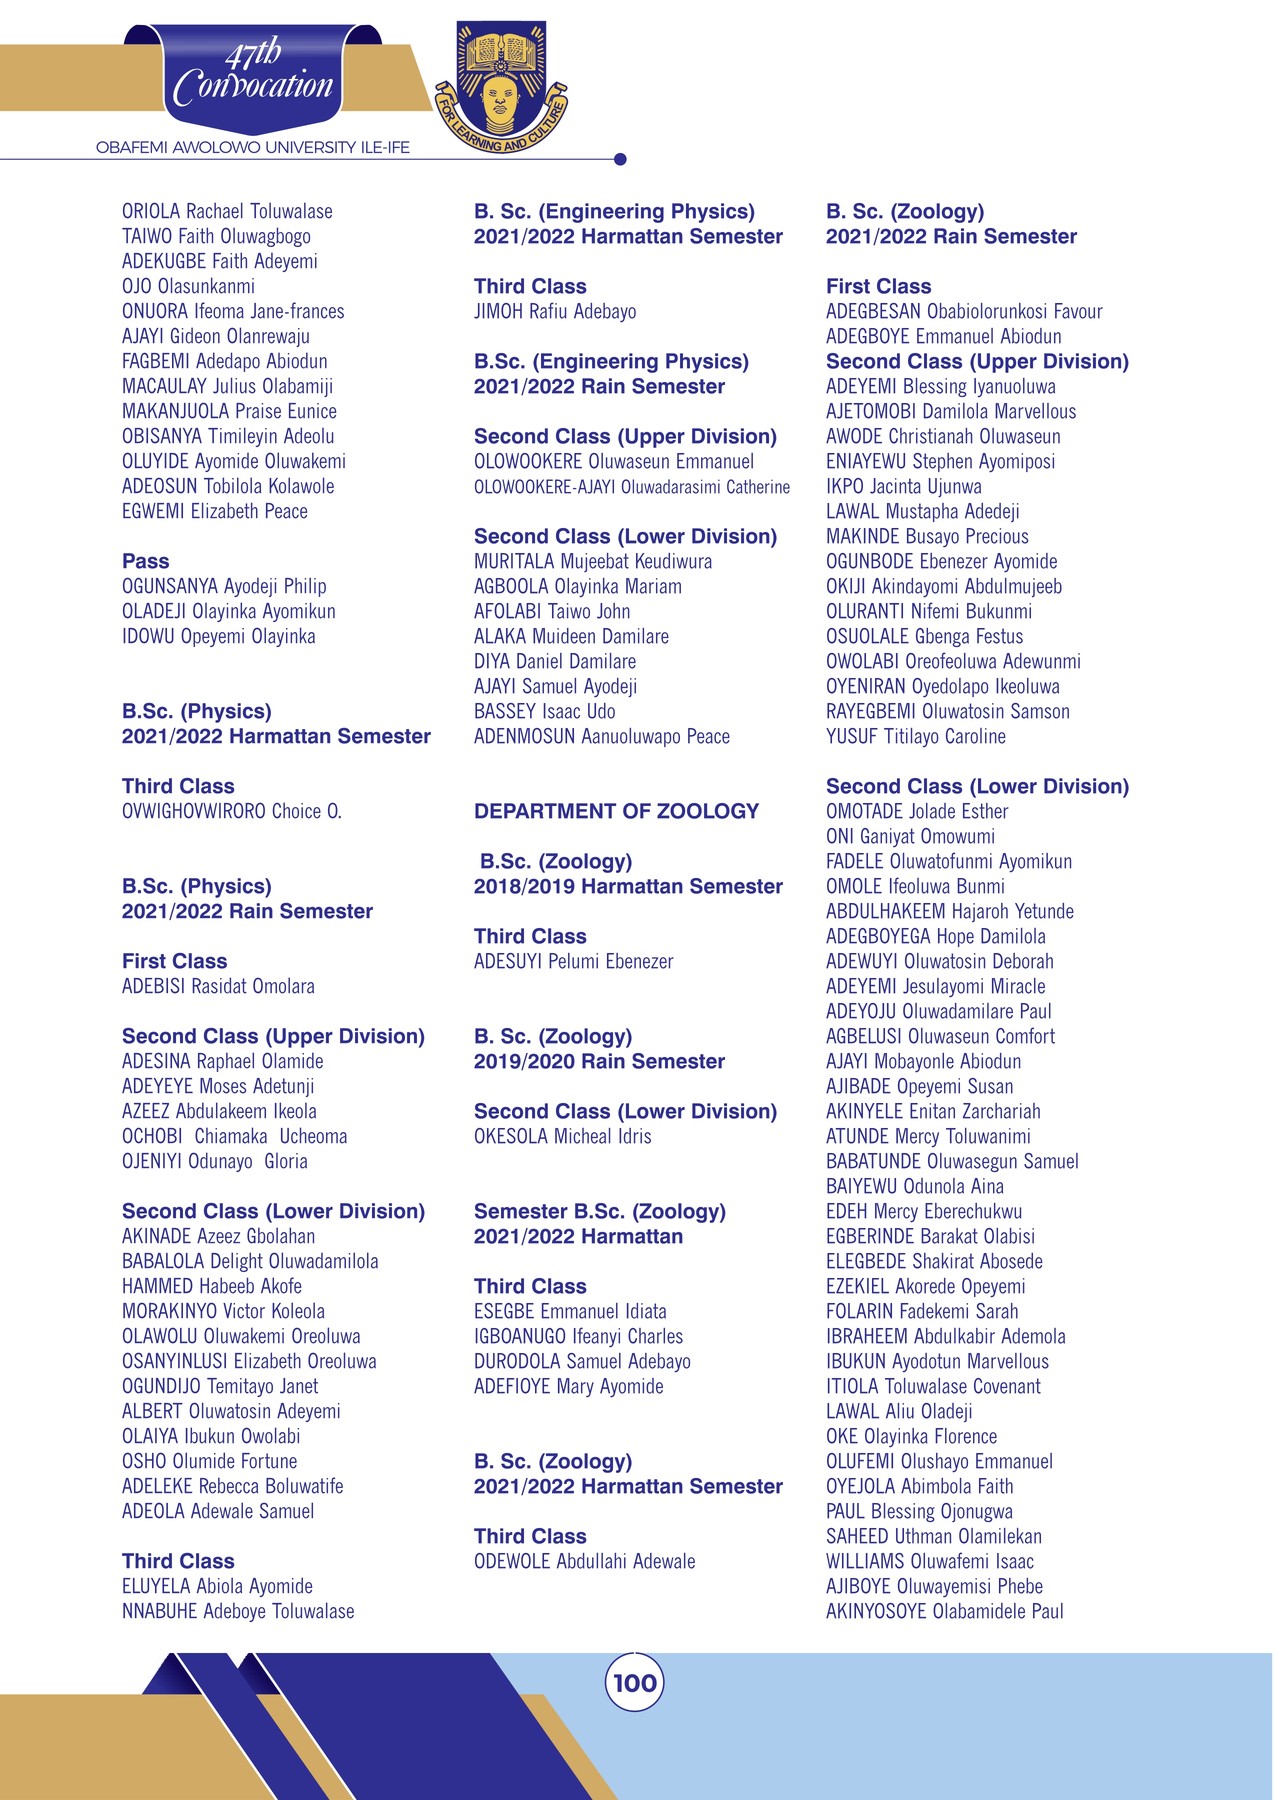 47th
Convocation
OBAFEMI AWOLOWO UNIVERSITY ILE-IFE
FOR LEARNING AND CULTURE
ORIOLA Rachael Toluwalase
TAIWO Faith Oluwagbogo
ADEKUGBE Faith Adeyemi
OJO Olasunkanmi
ONUORA Ifeoma Jane-frances
AJAYI Gideon Olanrewaju
FAGBEMI Adedapo Abiodun
MACAULAY Julius Olabamiji
MAKANJUOLA Praise Eunice
OBISANYA Timileyin Adeolu
OLUYIDE Ayomide Oluwakemi
ADEOSUN Tobilola Kolawole
EGWEMI Elizabeth Peace
Pass
OGUNSANYA Ayodeji Philip
OLADEJI Olayinka Ayomikun
IDOWU Opeyemi Olayinka
B.Sc. (Physics)
2021/2022 Harmattan Semester
Third Class
OVWIGHOVWIRORO Choice O.
B.Sc. (Physics)
2021/2022 Rain Semester
First Class
ADEBISI Rasidat Omolara
Second Class (Upper Division)
ADESINA Raphael Olamide
ADEYEYE Moses Adetunji
AZEEZ Abdulakeem Ikeola
OCHOBI Chiamaka Ucheoma
OJENIYI Odunayo Gloria
Second Class (Lower Division)
AKINADE Azeez Gbolahan
BABALOLA Delight Oluwadamilola
HAMMED Habeeb Akofe
MORAKINYO Victor Koleola
OLAWOLU Oluwakemi Oreoluwa
OSANYINLUSI Elizabeth Oreoluwa
OGUNDIJO Temitayo Janet
ALBERT Oluwatosin Adeyemi
OLAIYA Ibukun Owolabi
OSHO Olumide Fortune
ADELEKE Rebecca Boluwatife
ADEOLA Adewale Samuel
Third Class
ELUYELA Abiola Ayomide
NNABUHE Adeboye Toluwalase
B. Sc. (Engineering Physics)
2021/2022 Harmattan Semester
Third Class
JIMOH Rafiu Adebayo
B.Sc. (Engineering Physics)
2021/2022 Rain Semester
Second Class (Upper Division)
OLOWOOKERE Oluwaseun Emmanuel
OLOWOOKERE-AJAYI Oluwadarasimi Catherine
Second Class (Lower Division)
MURITALA Mujeebat Keudiwura
AGBOOLA Olayinka Mariam
AFOLABI Taiwo John
ALAKA Muideen Damilare
DIYA Daniel Damilare
AJAYI Samuel Ayodeji
BASSEY Isaac Udo
ADENMOSUN Aanuoluwapo Peace
DEPARTMENT OF ZOOLOGY
B.Sc. (Zoology)
2018/2019 Harmattan Semester
Third Class
ADESUYI Pelumi Ebenezer
B. Sc. (Zoology)
2019/2020 Rain Semester
Second Class (Lower Division)
OKESOLA Micheal Idris
Semester B.Sc. (Zoology)
2021/2022 Harmattan
Third Class
ESEGBE Emmanuel Idiata
IGBOANUGO Ifeanyi Charles
DURODOLA Samuel Adebayo
ADEFIOYE Mary Ayomide
B. Sc. (Zoology)
2021/2022 Harmattan Semester
Third Class
ODEWOLE Abdullahi Adewale
B. Sc. (Zoology)
2021/2022 Rain Semester
First Class
ADEGBESAN Obabiolorunkosi Favour
ADEGBOYE Emmanuel Abiodun
Second Class (Upper Division)
ADEYEMI Blessing Iyanuoluwa
AJETOMOBI Damilola Marvellous
AWODE Christianah Oluwaseun
ENIAYEWU Stephen Ayomiposi
IKPO Jacinta Ujunwa
LAWAL Mustapha Adedeji
MAKINDE Busayo Precious
OGUNBODE Ebenezer Ayomide
OKIJI Akindayomi Abdulmujeeb
OLURANTI Nifemi Bukunmi
OSUOLALE Gbenga Festus
OWOLABI Oreofeoluwa Adewunmi
OYENIRAN Oyedolapo Ikeoluwa
RAYEGBEMI Oluwatosin Samson
YUSUF Titilayo Caroline
Second Class (Lower Division)
OMOTADE Jolade Esther
ONI Ganiyat Omowumi
FADELE Oluwatofunmi Ayomikun
OMOLE Ifeoluwa Bunmi
ABDULHAKEEM Hajaroh Yetunde
ADEGBOYEGA Hope Damilola
ADEWUYI Oluwatosin Deborah
ADEYEMI Jesulayomi Miracle
ADEYOJU Oluwadamilare Paul
AGBELUSI Oluwaseun Comfort
AJAYI Mobayonle Abiodun
AJIBADE Opeyemi Susan
AKINYELE Enitan Zarchariah
ATUNDE Mercy Toluwanimi
BABATUNDE Oluwasegun Samuel
BAIYEWU Odunola Aina
EDEH Mercy Eberechukwu
EGBERINDE Barakat Olabisi
ELEGBEDE Shakirat Abosede
EZEKIEL Akorede Opeyemi
FOLARIN Fadekemi Sarah
IBRAHEEM Abdulkabir Ademola
IBUKUN Ayodotun Marvellous
ITIOLA Toluwalase Covenant
LAWAL Aliu Oladeji
OKE Olayinka Florence
OLUFEMI Olushayo Emmanuel
OYEJOLA Abimbola Faith
PAUL Blessing Ojonugwa
SAHEED Uthman Olamilekan
WILLIAMS Oluwafemi Isaac
AJIBOYE Oluwayemisi Phebe
AKINYOSOYE Olabamidele Paul
100